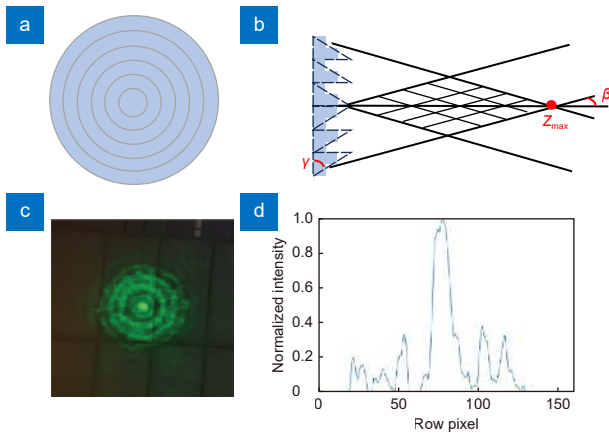 a
b
γ
Zmax
β
c
d
Normalized intensity
1.0
0.8
0.6
0.4
0.2
0
0
50
100
150
Row pixel